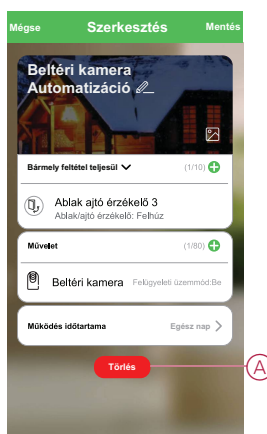 Mégse Szerkesztés Mentés
Beltéri kamera
Automatizáció
Bármely feltétel teljesül (1/10)
Ablak ajtó érzékelő 3
Ablak/ajtó érzékelő: Felhúz
Művelet (1/80)
Beltéri kamera Felügyeleti üzemmód:Be
Működés időtartama Egész nap
Törlés
A